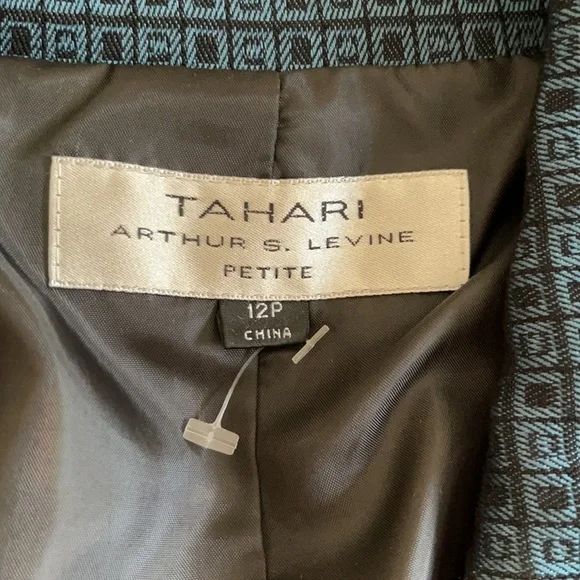 TAHARI
ARTHUR S. LEVINE
PETITE
12P
CHINA